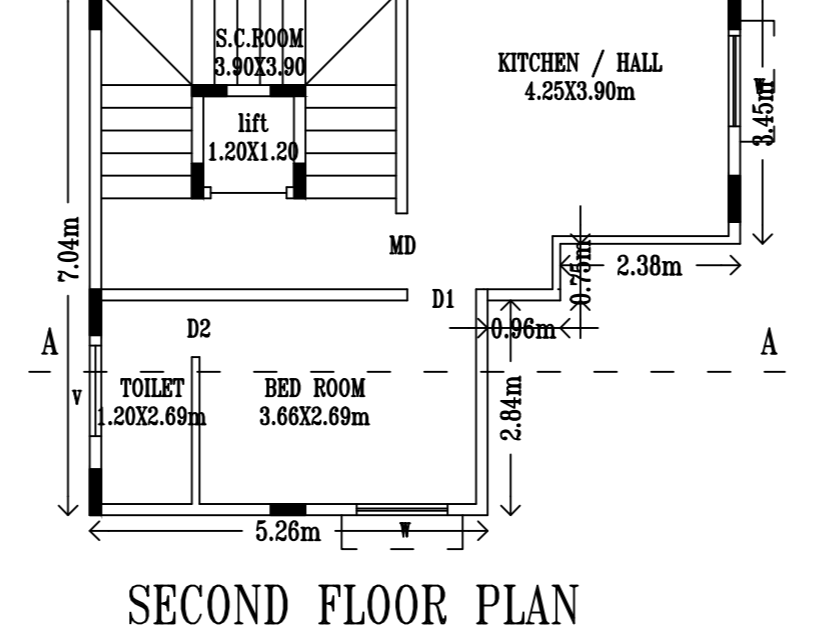 S.C.ROOM
3.90X3.90
KITCHEN / HALL
4.25X3.90m
W
3.45m
lift
1.20X1.20
7.04m
MD
0.75m
2.38m
D1
0.96m
D2
A
A
TOILET
1.20X2.69m
BED ROOM
3.66X2.69m
V
2.84m
5.26m
W
SECOND FLOOR PLAN